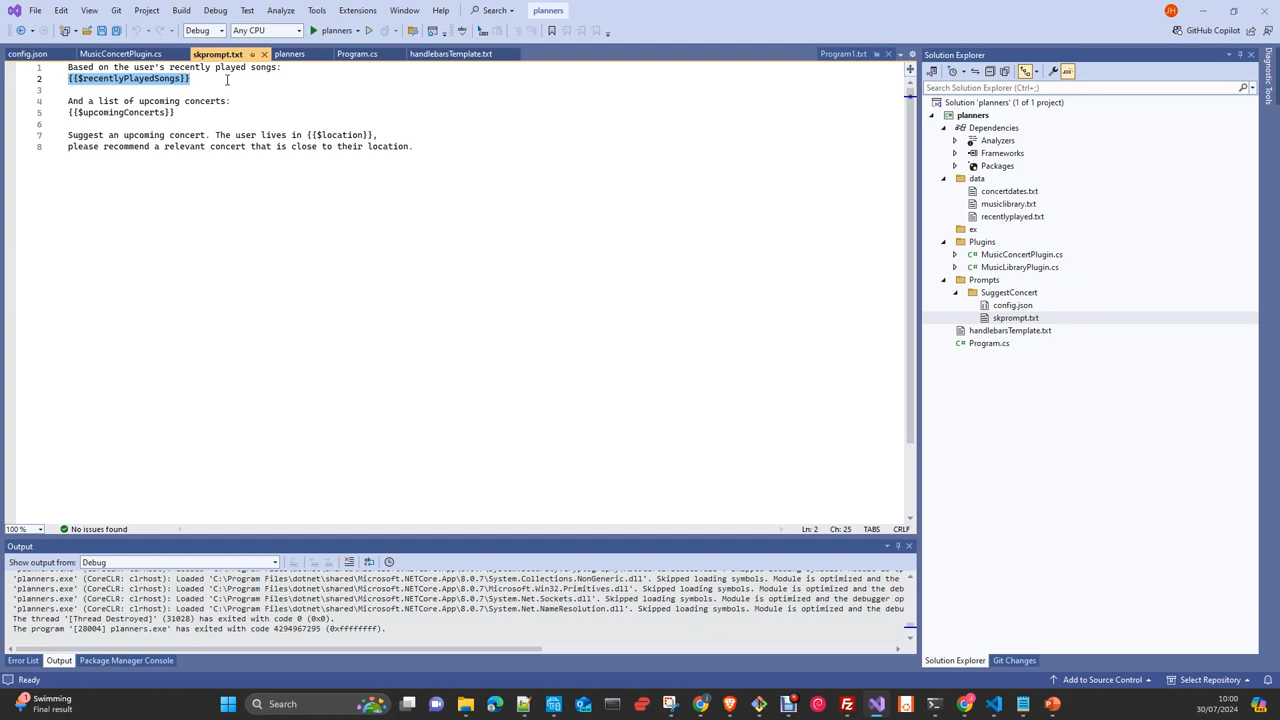 File Edit View Git Project Build Debug Test Analyze Tools Extensions Window Help Search planners JH
Debug Any CPU planners GitHub Copilot
config.json MusicConcertPlugin.cs skprompt.txt planners Program.cs handlebarsTemplate.txt Program1.txt
1 Based on the user's recently played songs:
2 {{$recentlyPlayedSongs}}
3
4 And a list of upcoming concerts:
5 {{$upcomingConcerts}}
6
7 Suggest an upcoming concert. The user lives in {{$location}},
8 please recommend a relevant concert that is close to their location.
100 % No issues found Ln: 2 Ch: 25 TABS CRLF
Output
Show output from: Debug
'planners.exe' (CoreCLR: clrhost): Loaded 'C:\Program Files\dotnet\shared\Microsoft.NETCore.App\8.0.7\System.Collections.NonGeneric.dll'. Skipped loading symbols. Module is optimized and the
'planners.exe' (CoreCLR: clrhost): Loaded 'C:\Program Files\dotnet\shared\Microsoft.NETCore.App\8.0.7\Microsoft.Win32.Primitives.dll'. Skipped loading symbols. Module is optimized and the deb
'planners.exe' (CoreCLR: clrhost): Loaded 'C:\Program Files\dotnet\shared\Microsoft.NETCore.App\8.0.7\System.Net.Sockets.dll'. Skipped loading symbols. Module is optimized and the debugger op
'planners.exe' (CoreCLR: clrhost): Loaded 'C:\Program Files\dotnet\shared\Microsoft.NETCore.App\8.0.7\System.Net.NameResolution.dll'. Skipped loading symbols. Module is optimized and the debu
The thread '[Thread Destroyed]' (31028) has exited with code 0 (0x0).
The program '[28004] planners.exe' has exited with code 4294967295 (0xffffffff).
Error List Output Package Manager Console
Solution Explorer
Search Solution Explorer (Ctrl+;)
Solution 'planners' (1 of 1 project)
planners
Dependencies
Analyzers
Frameworks
Packages
data
concertdates.txt
musiclibrary.txt
recentlyplayed.txt
ex
Plugins
MusicConcertPlugin.cs
MusicLibraryPlugin.cs
Prompts
SuggestConcert
config.json
skprompt.txt
handlebarsTemplate.txt
Program.cs
Solution Explorer Git Changes
Diagnostic Tools
Ready Add to Source Control Select Repository
Swimming
Final result
Search
10:00
30/07/2024